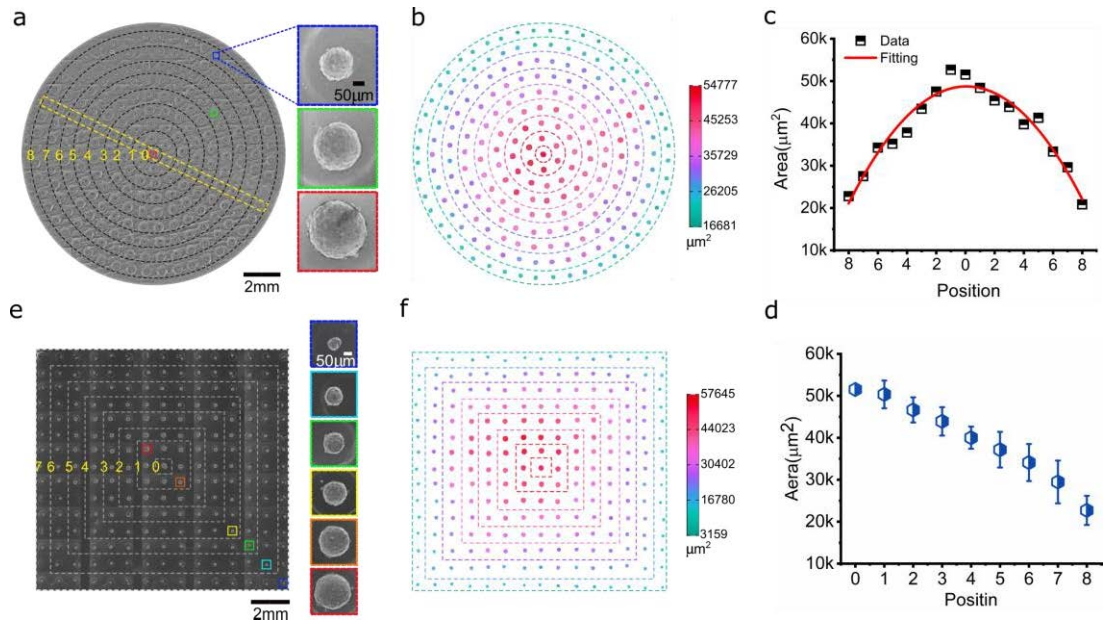 a
50μm
8 7 6 5 4 3 2 1 0
2mm
b
54777
45253
35729
26205
16681
μm²
c
Data
Fitting
Area(μm²)
60k
50k
40k
30k
20k
10k
8 6 4 2 0 2 4 6 8
Position
e
50μm
7 6 5 4 3 2 1 0
2mm
f
57645
44023
30402
16780
3159
μm²
d
Aera(μm²)
60k
50k
40k
30k
20k
10k
0 1 2 3 4 5 6 7 8
Positin